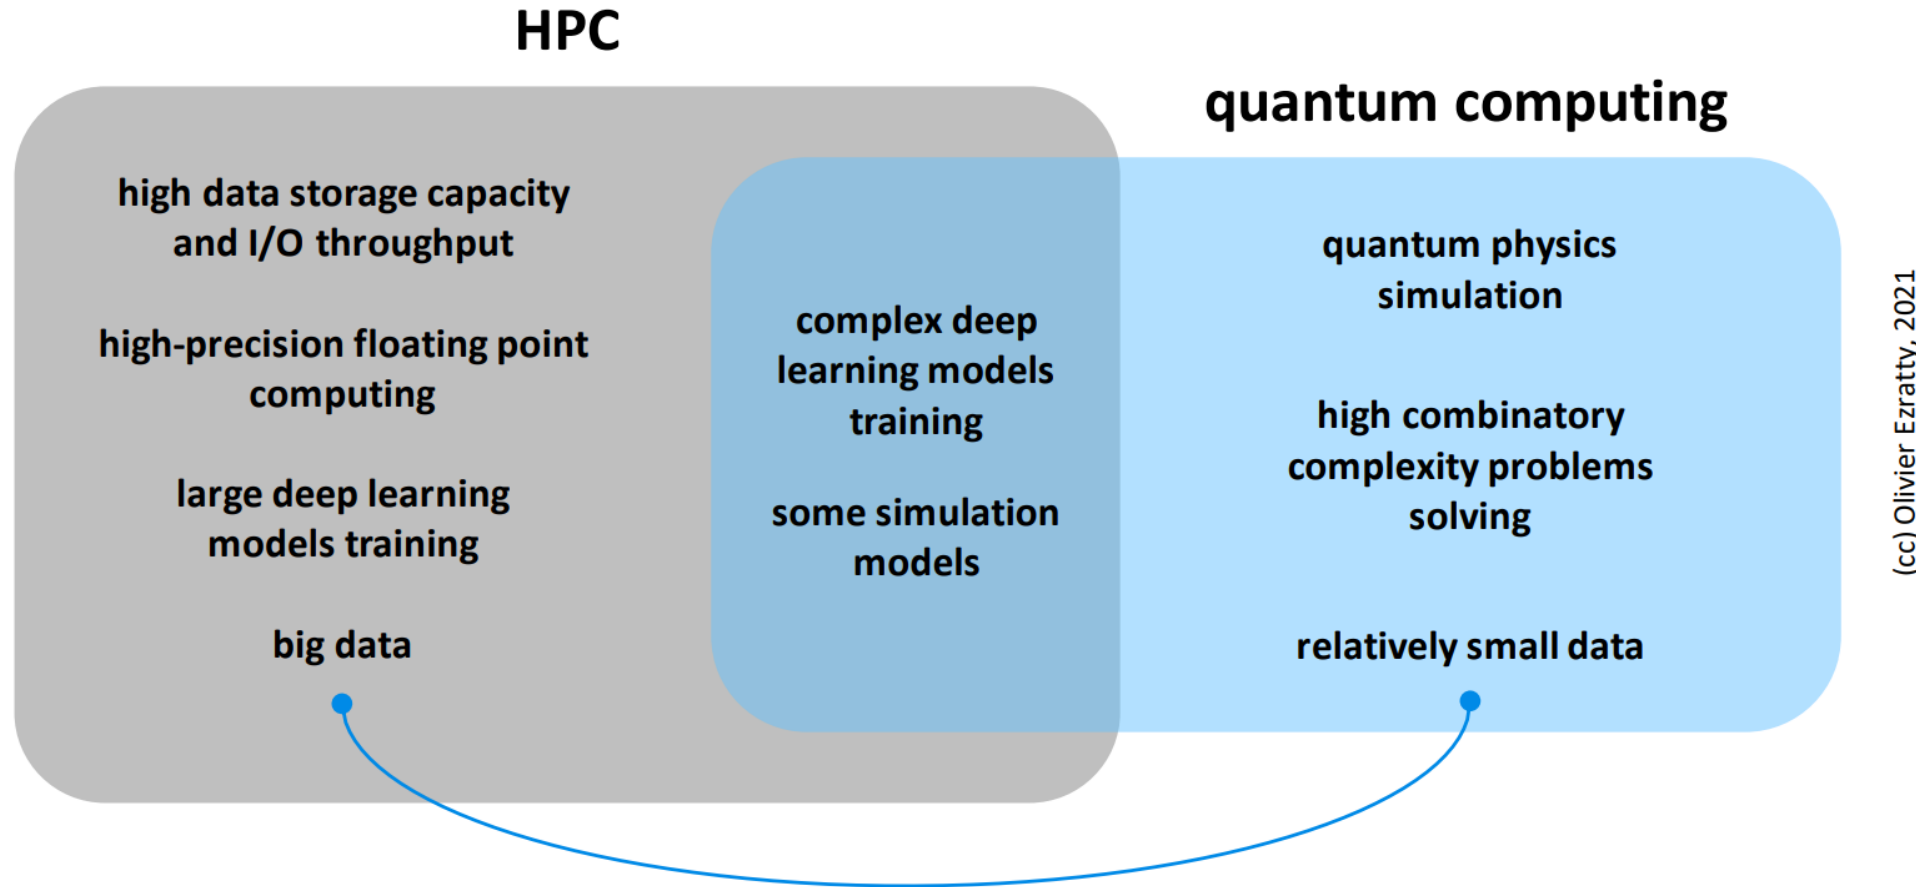 HPC
quantum computing
high data storage capacity
and I/O throughput
high-precision floating point
computing
large deep learning
models training
big data
complex deep
learning models
training
some simulation
models
quantum physics
simulation
high combinatory
complexity problems
solving
relatively small data
(cc) Olivier Ezratty, 2021